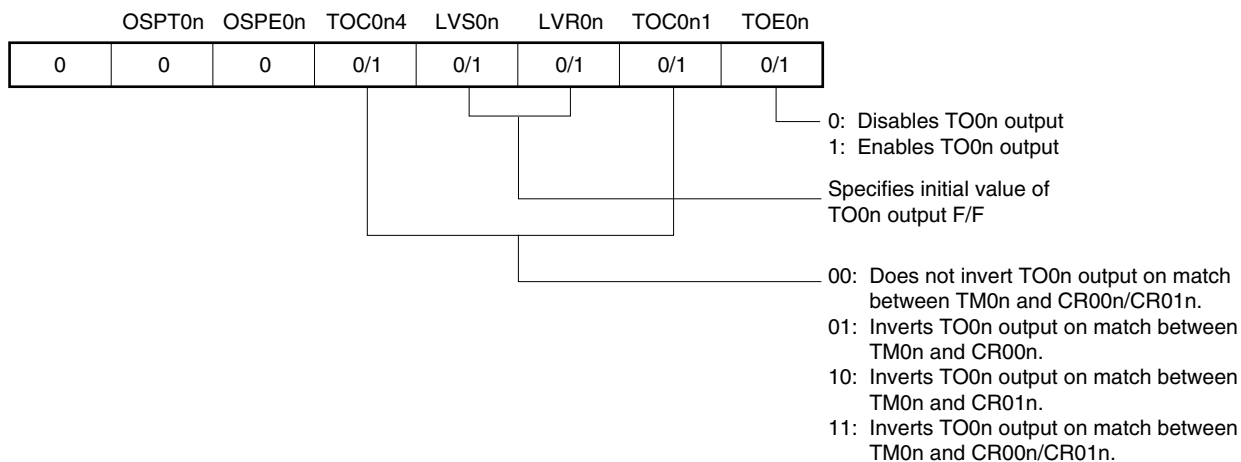 OSPT0n OSPE0n TOC0n4 LVS0n LVR0n TOC0n1 TOE0n
0 0 0 0/1 0/1 0/1 0/1 0/1
0: Disables TO0n output
1: Enables TO0n output
Specifies initial value of
TO0n output F/F
00: Does not invert TO0n output on match
between TM0n and CR00n/CR01n.
01: Inverts TO0n output on match between
TM0n and CR00n.
10: Inverts TO0n output on match between
TM0n and CR01n.
11: Inverts TO0n output on match between
TM0n and CR00n/CR01n.